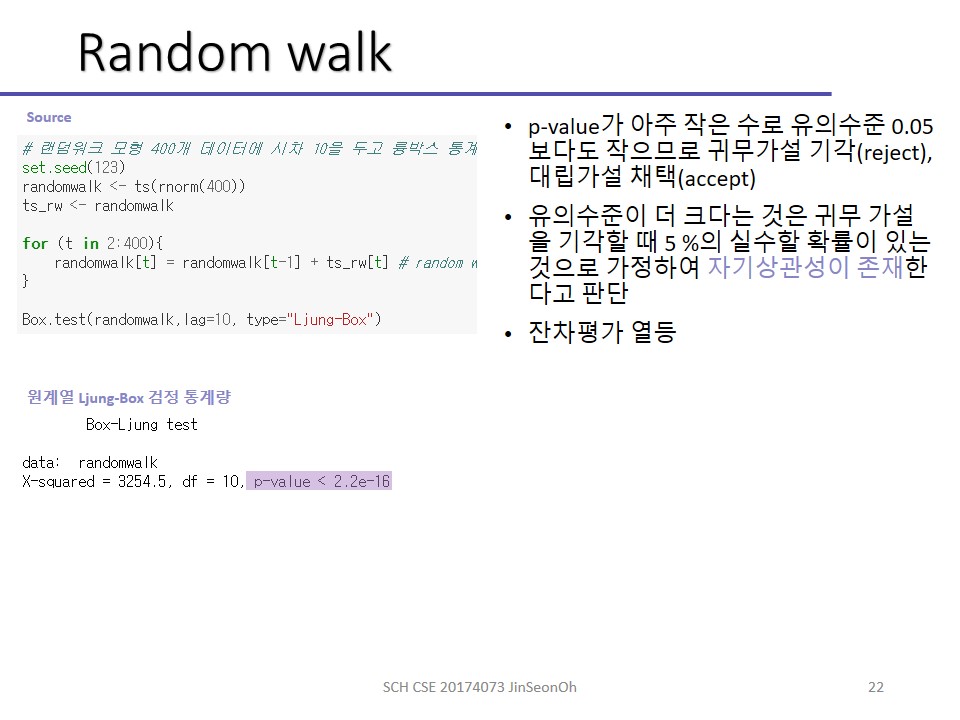 Random walk
Source
# 랜덤워크 모형 400개 데이터에 시차 10을 두고 륭박스 통계
set.seed(123)
randomwalk <- ts(rnorm(400))
ts_rw <- randomwalk
for (t in 2:400){
randomwalk[t] = randomwalk[t-1] + ts_rw[t] # random w
}
Box.test(randomwalk,lag=10, type="Ljung-Box")
원계열 Ljung-Box 검정 통계량
Box-Ljung test
data: randomwalk
X-squared = 3254.5, df = 10, p-value < 2.2e-16
• p-value가 아주 작은 수로 유의수준 0.05
보다도 작으므로 귀무가설 기각(reject),
대립가설 채택(accept)
• 유의수준이 더 크다는 것은 귀무 가설
을 기각할 때 5 %의 실수할 확률이 있는
것으로 가정하여 자기상관성이 존재한
다고 판단
• 잔차평가 열등
SCH CSE 20174073 JinSeonOh
22